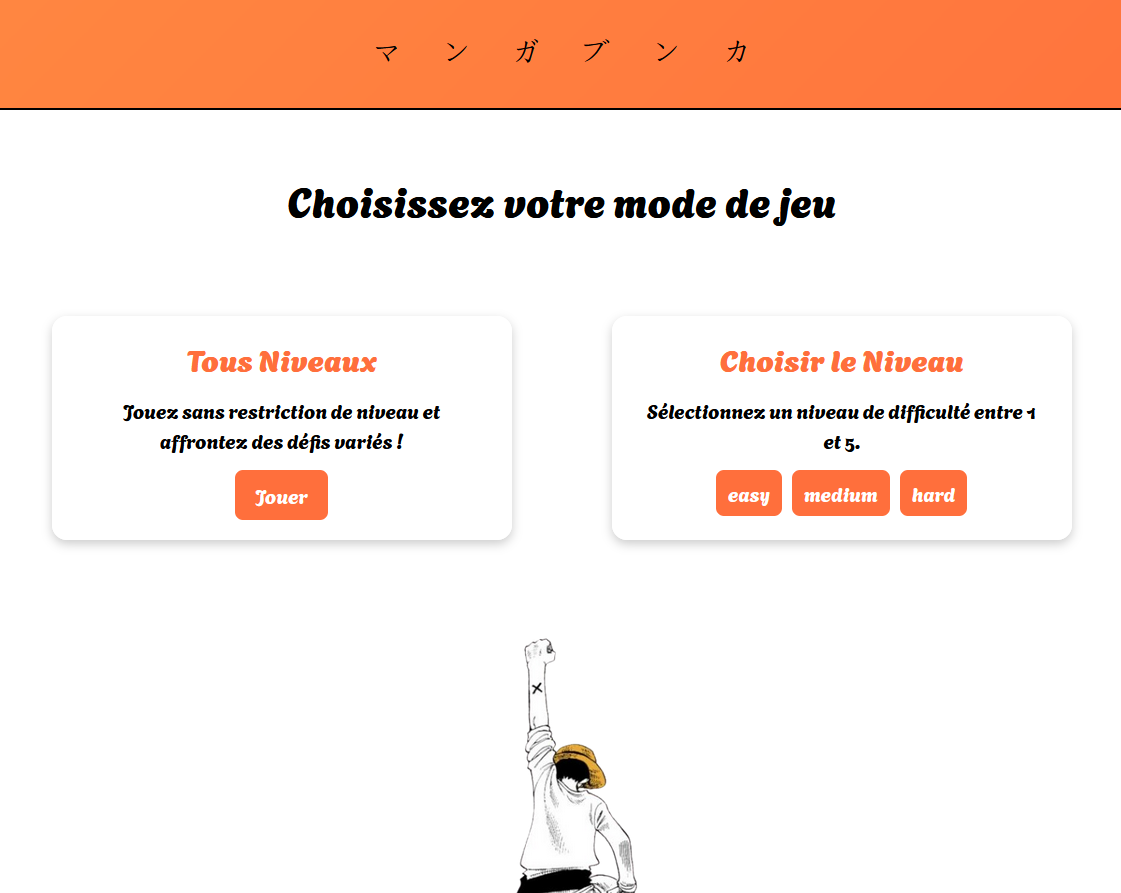 マンガブンカ
Choisissez votre mode de jeu
Tous Niveaux
Jouez sans restriction de niveau et
affrontez des défis variés !
Jouer
Choisir le Niveau
Sélectionnez un niveau de difficulté entre 1
et 5.
easy medium hard